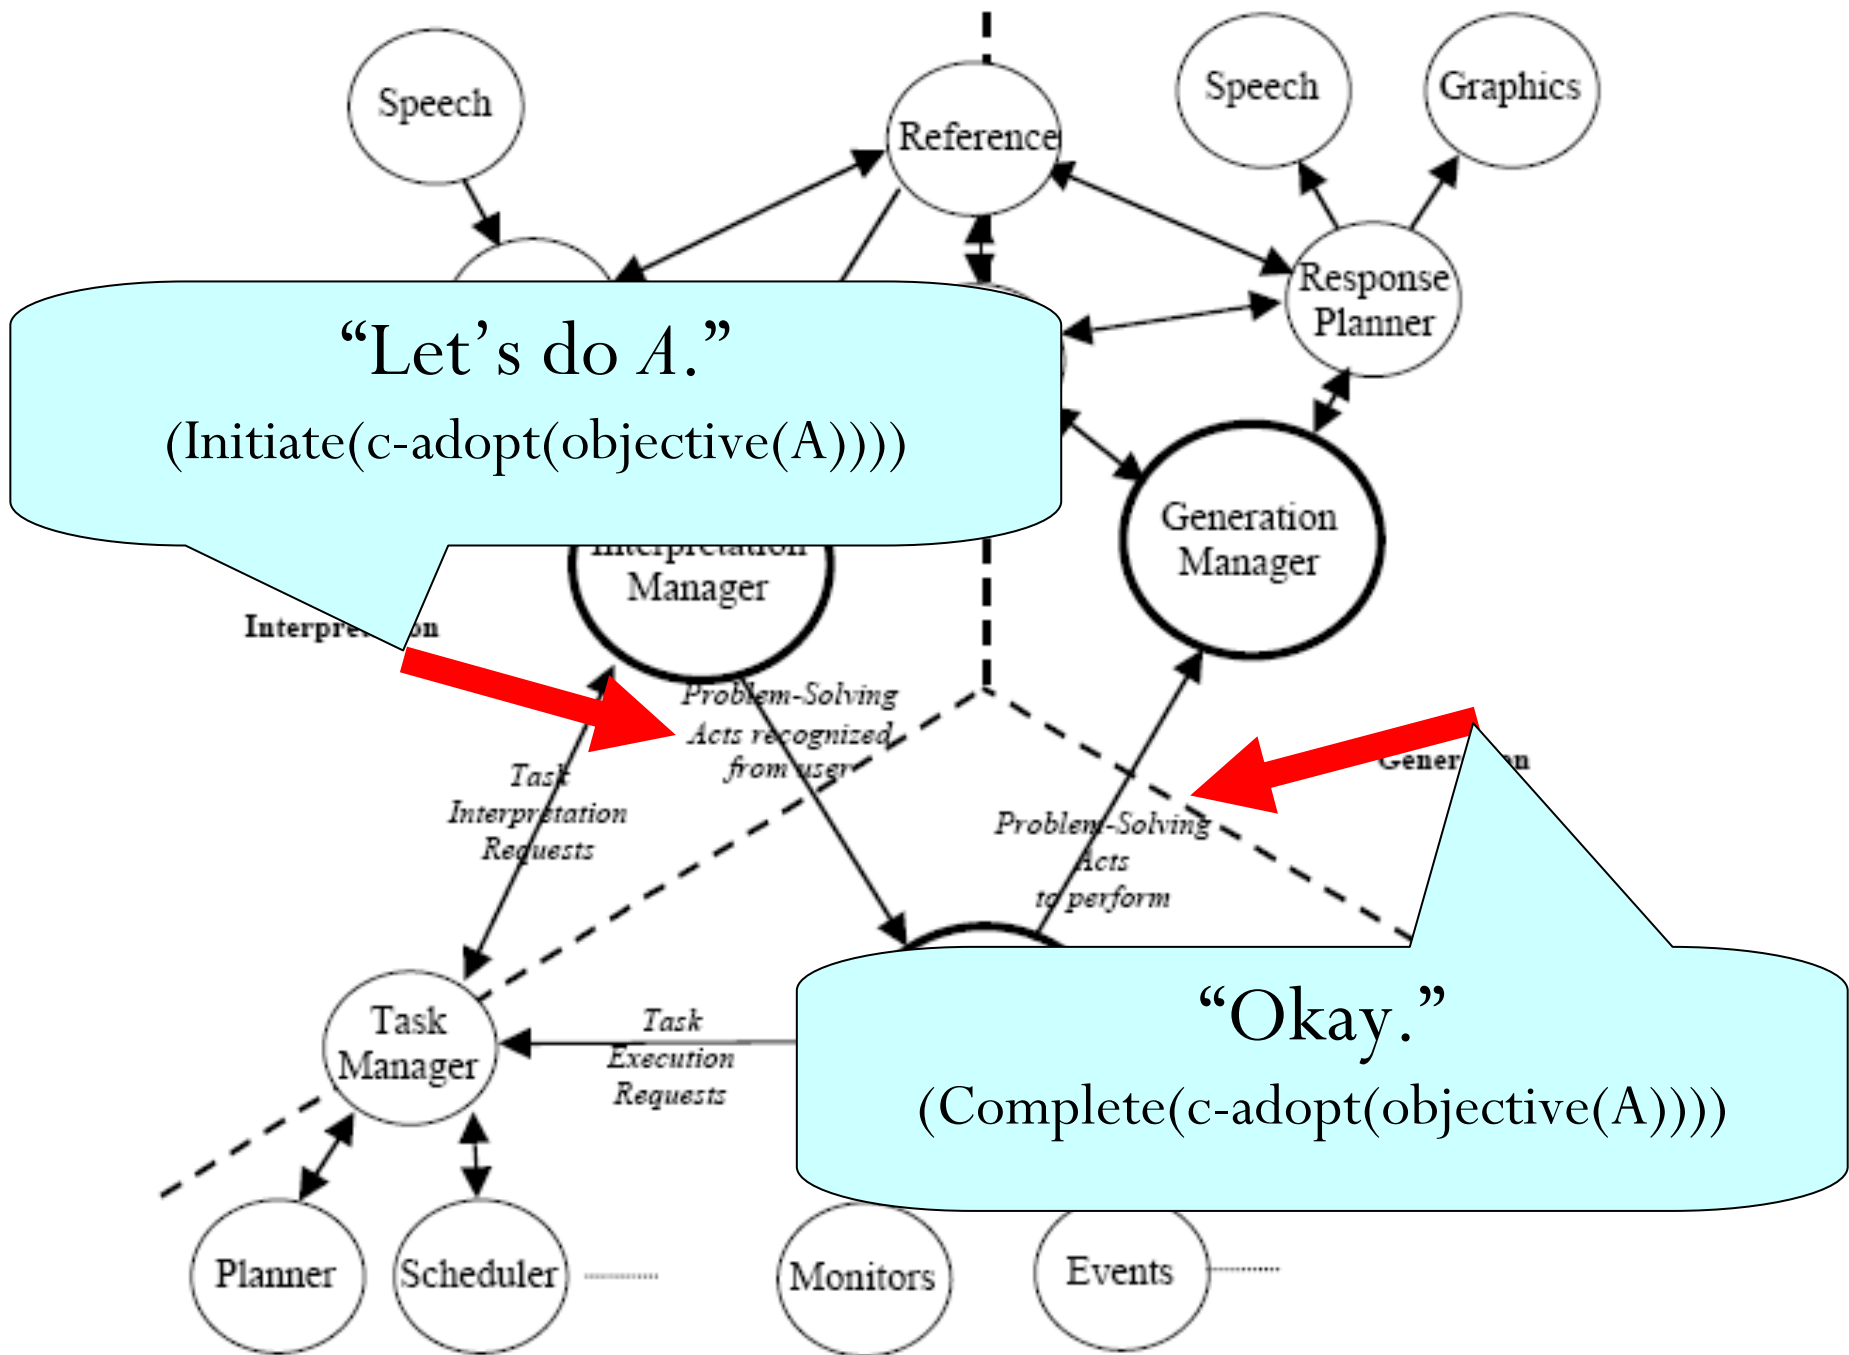 Speech
Reference
Speech
Graphics
Response
Planner
“Let’s do A.”
(Initiate(c-adopt(objective(A))))
Generation
Manager
Interpretation
Manager
Problem-Solving
Acts recognized
from user
Task
Interpretation
Requests
Problem-Solving
Acts
to perform
Task
Manager
Task
Execution
Requests
“Okay.”
(Complete(c-adopt(objective(A))))
Planner
Scheduler
Monitors
Events